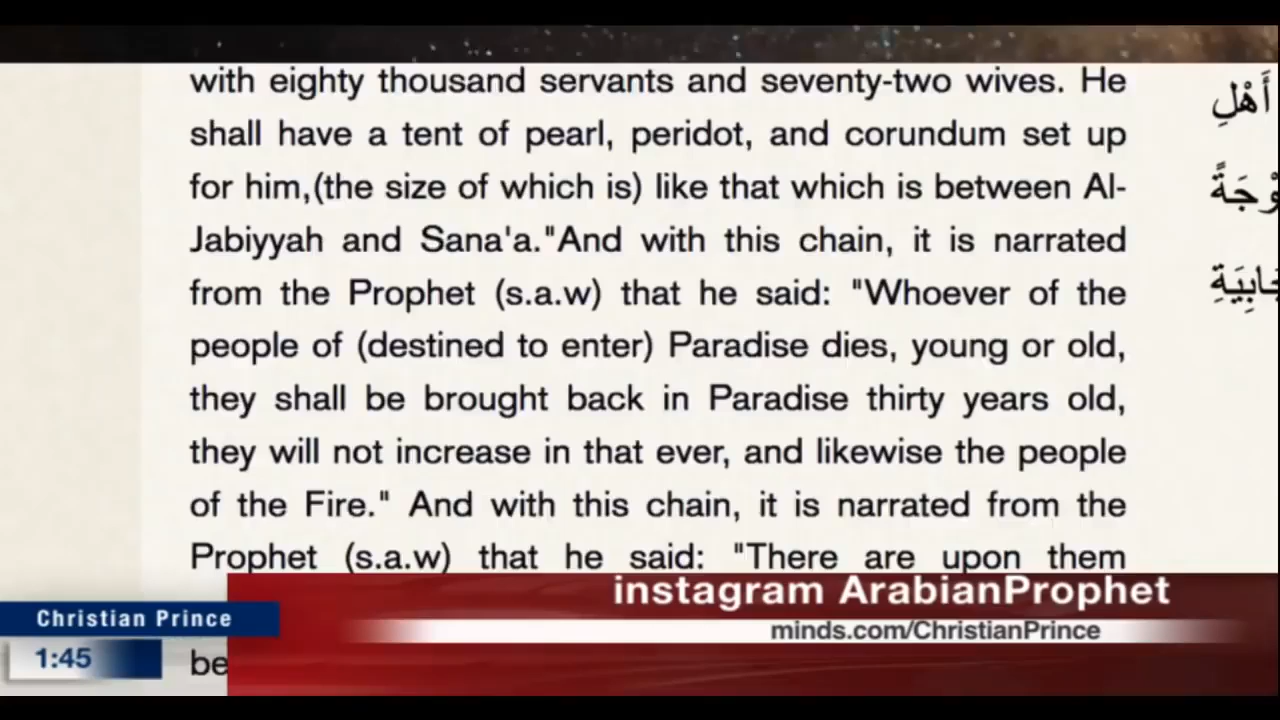 with eighty thousand servants and seventy-two wives. He
shall have a tent of pearl, peridot, and corundum set up
for him,(the size of which is) like that which is between Al-
Jabiyyah and Sana'a."And with this chain, it is narrated
from the Prophet (s.a.w) that he said: "Whoever of the
people of (destined to enter) Paradise dies, young or old,
they shall be brought back in Paradise thirty years old,
they will not increase in that ever, and likewise the people
of the Fire." And with this chain, it is narrated from the
Prophet (s.a.w) that he said: "There are upon them
be
أَهْلِ
instagram ArabianProphet
minds.com/ChristianPrince
Christian Prince
1:45